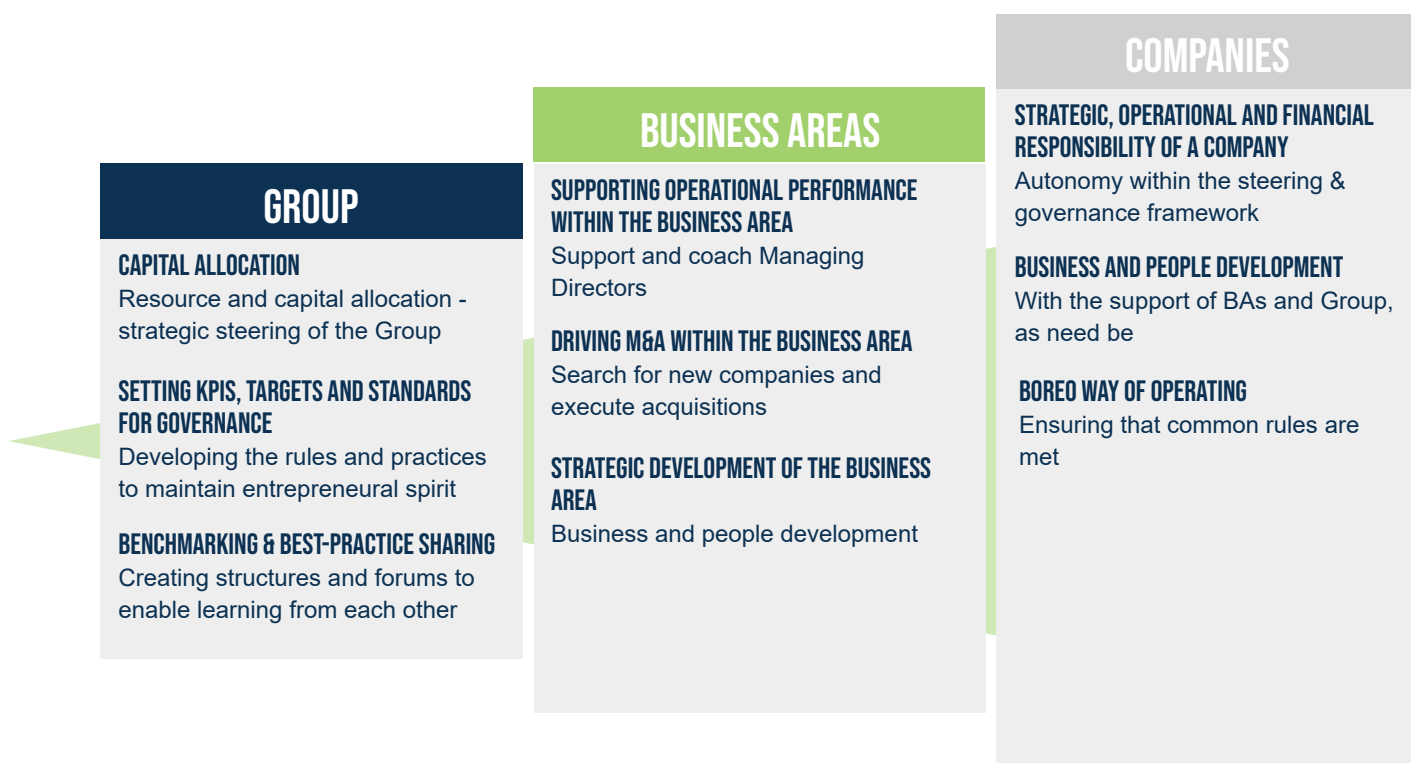 GROUP
CAPITAL ALLOCATION
Resource and capital allocation -
strategic steering of the Group
SETTING KPIS, TARGETS AND STANDARDS
FOR GOVERNANCE
Developing the rules and practices
to maintain entrepreneural spirit
BENCHMARKING & BEST-PRACTICE SHARING
Creating structures and forums to
enable learning from each other
BUSINESS AREAS
SUPPORTING OPERATIONAL PERFORMANCE
WITHIN THE BUSINESS AREA
Support and coach Managing
Directors
DRIVING M&A WITHIN THE BUSINESS AREA
Search for new companies and
execute acquisitions
STRATEGIC DEVELOPMENT OF THE BUSINESS
AREA
Business and people development
COMPANIES
STRATEGIC, OPERATIONAL AND FINANCIAL
RESPONSIBILITY OF A COMPANY
Autonomy within the steering &
governance framework
BUSINESS AND PEOPLE DEVELOPMENT
With the support of BAs and Group,
as need be
BOREO WAY OF OPERATING
Ensuring that common rules are
met